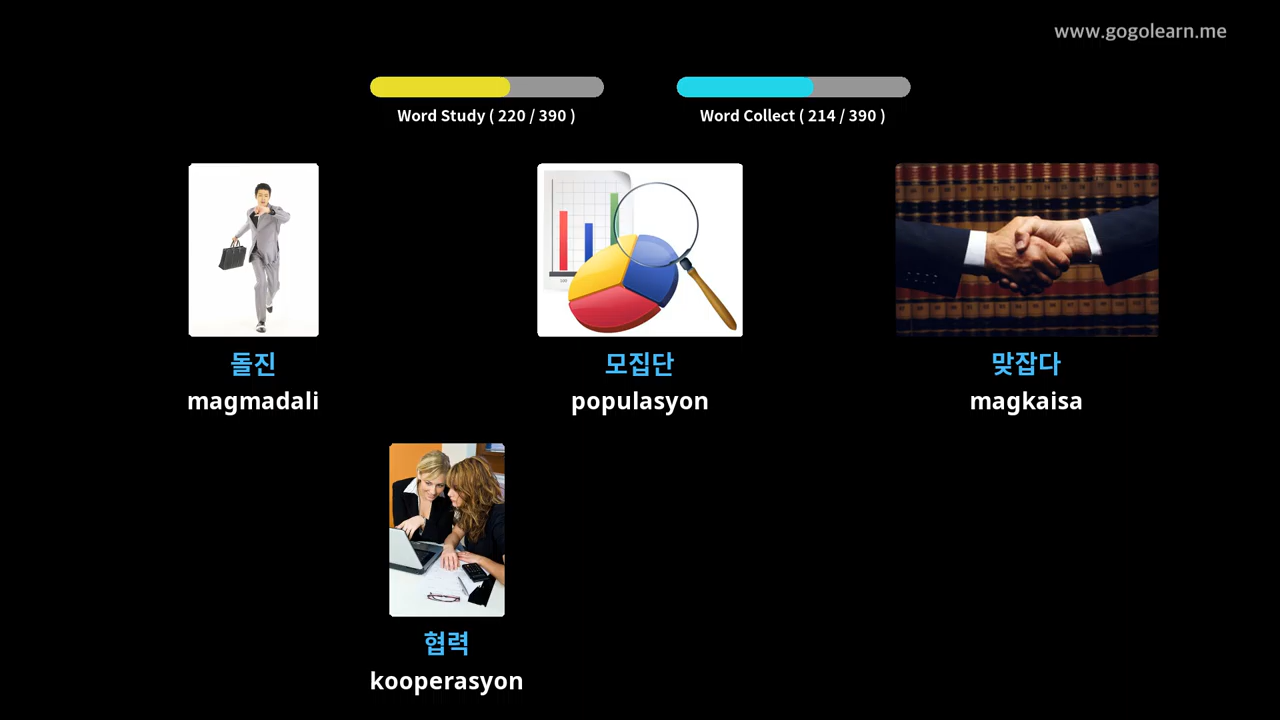 www.gogolearn.me
Word Study ( 220 / 390 )
Word Collect ( 214 / 390 )
돌진
magmadali
모집단
populasyon
맞잡다
magkaisa
협력
kooperasyon